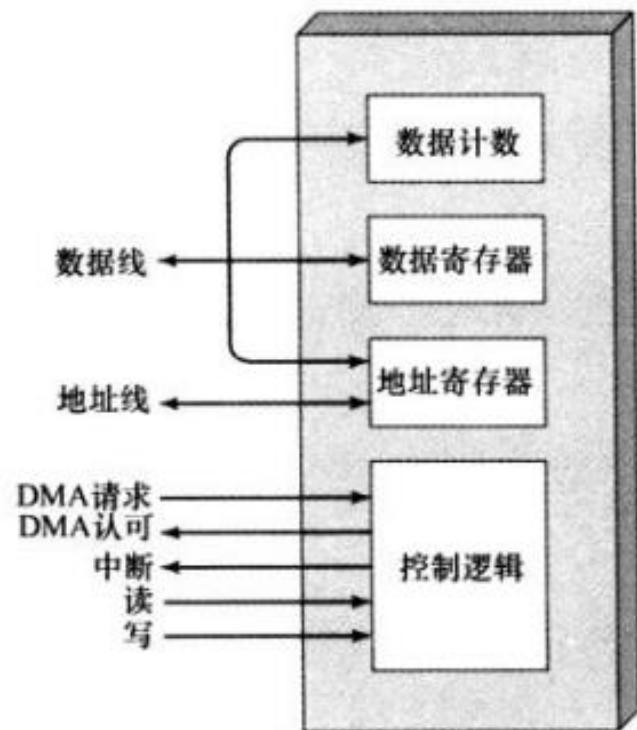 数据计数
数据线
数据寄存器
地址寄存器
地址线
DMA请求
DMA认可
中断
读
写
控制逻辑